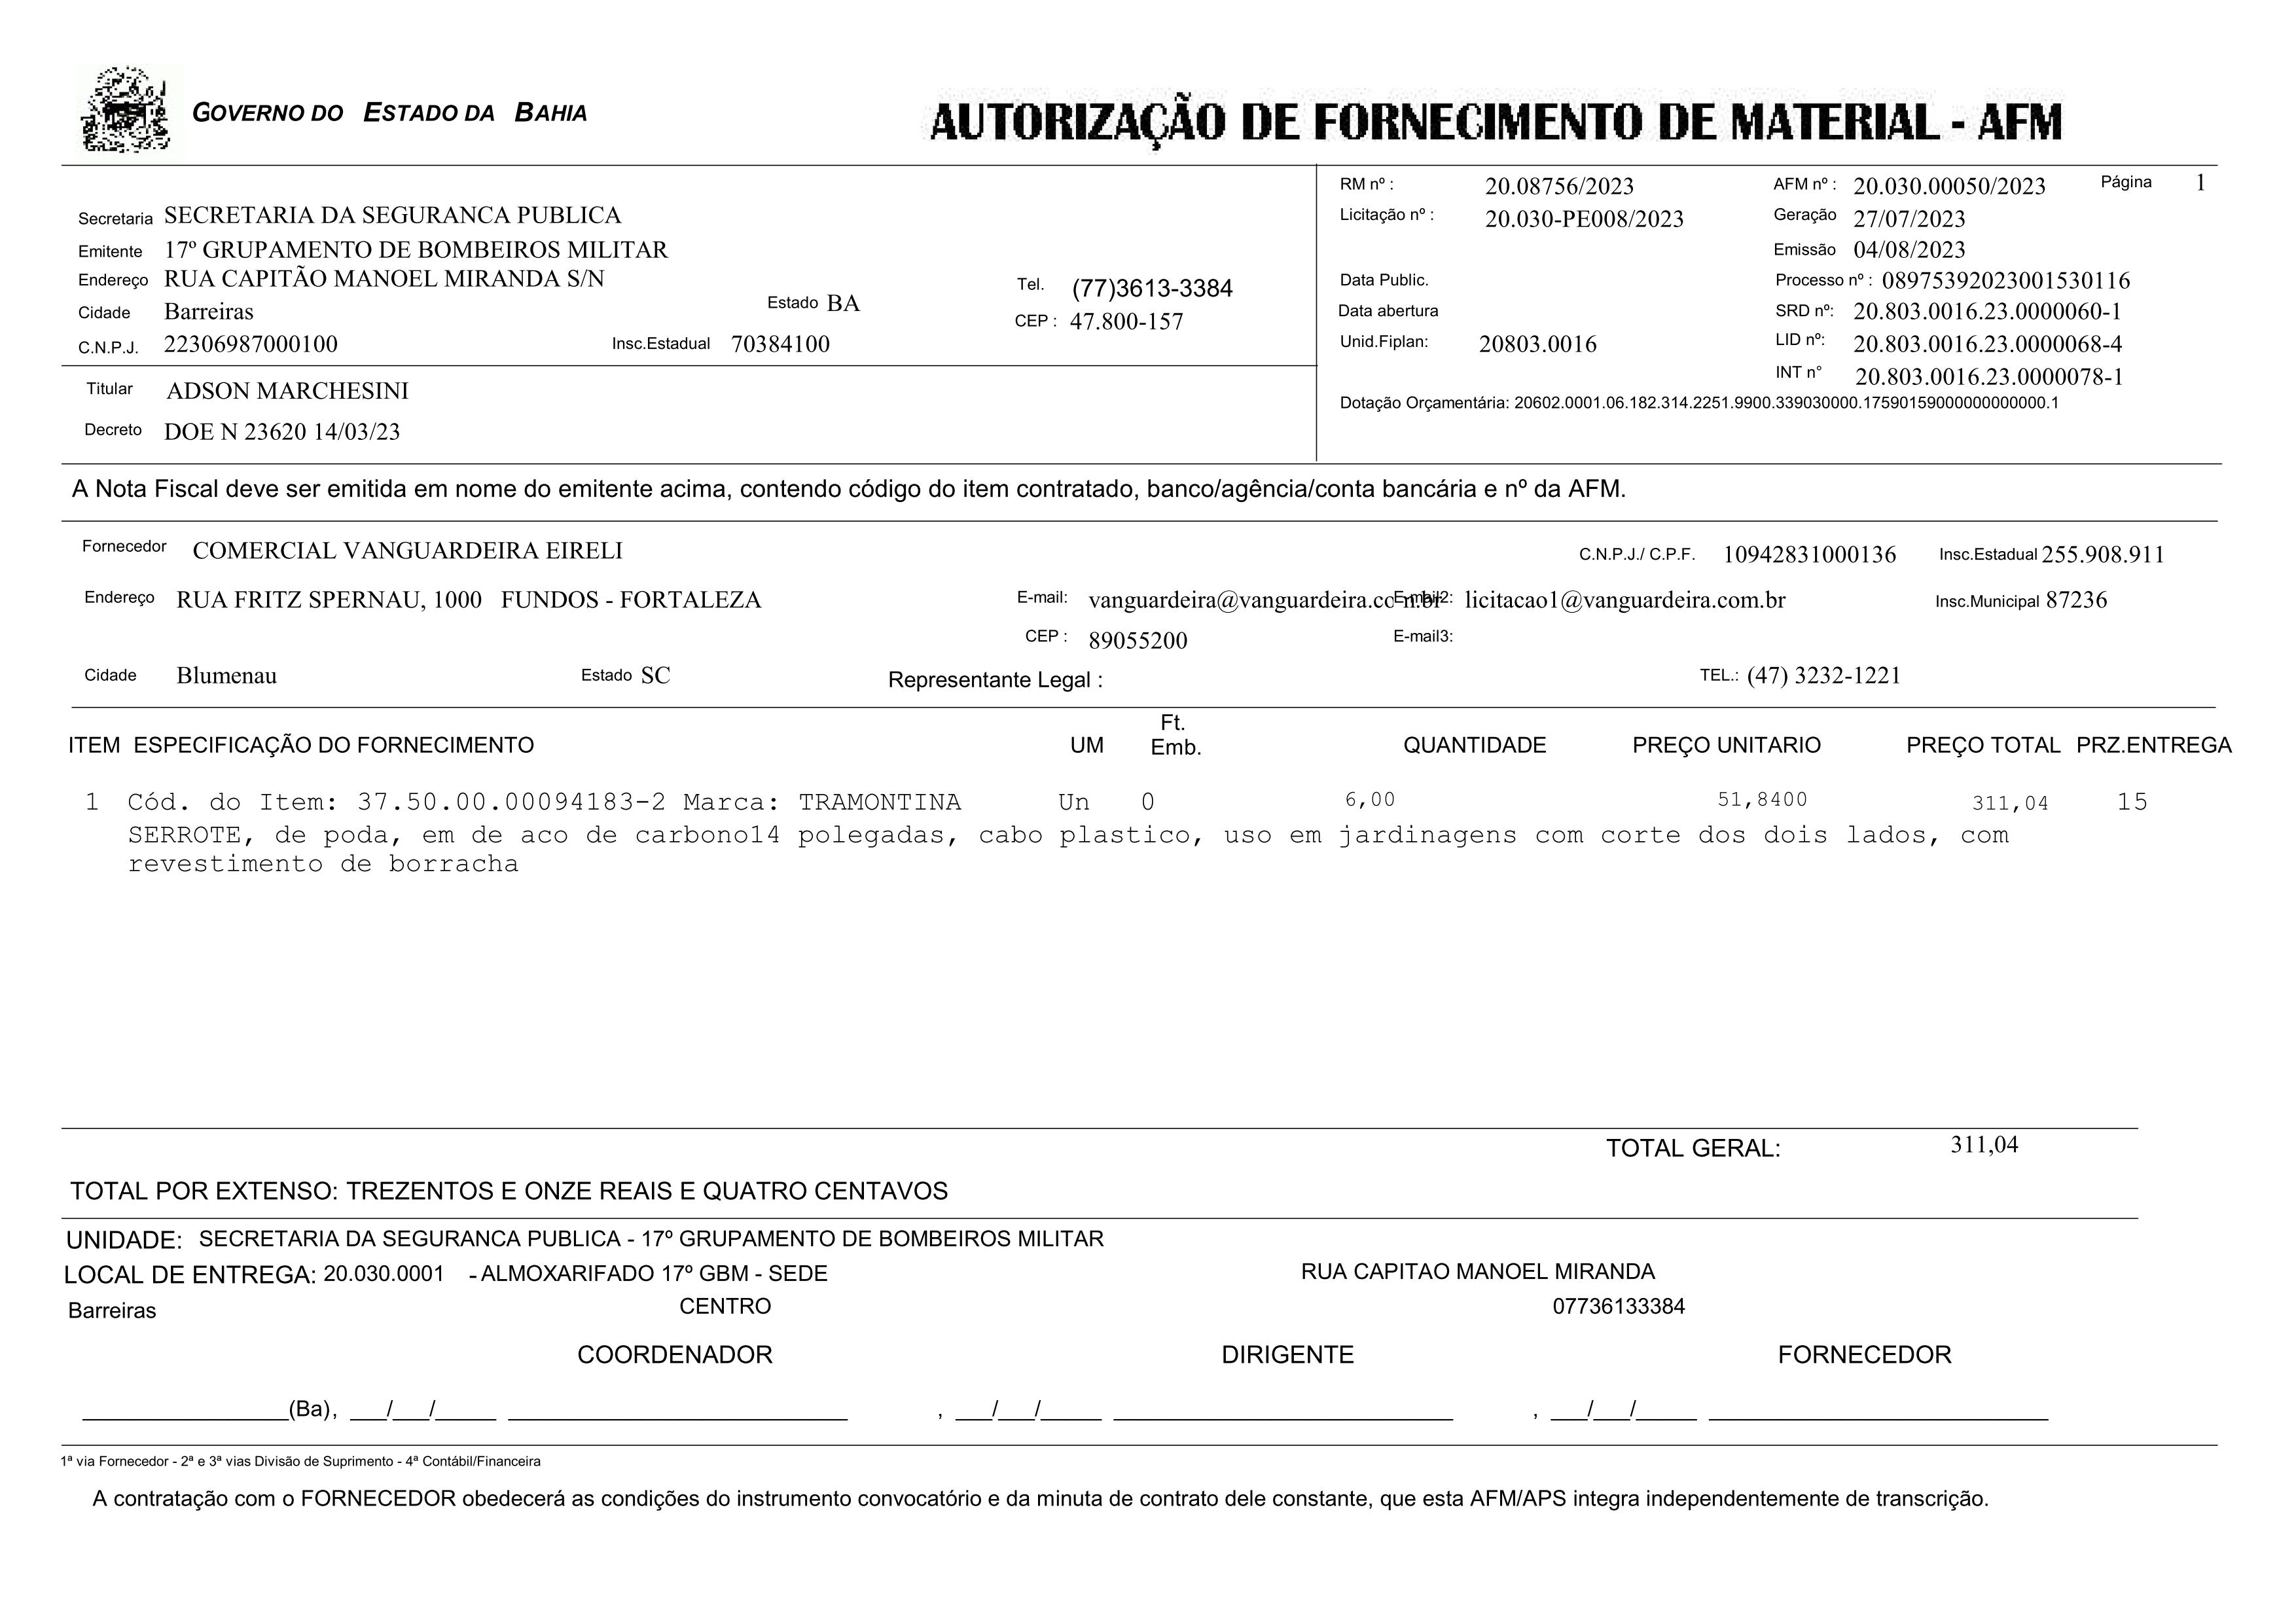 GOVERNO DO ESTADO DA BAHIA
AUTORIZAÇÃO DE FORNECIMENTO DE MATERIAL - AFM
RM nº : 20.08756/2023 AFM nº : 20.030.00050/2023 Página 1
Secretaria SECRETARIA DA SEGURANCA PUBLICA
Licitação nº : 20.030-PE008/2023 Geração 27/07/2023
Emitente 17º GRUPAMENTO DE BOMBEIROS MILITAR
Emissão 04/08/2023
Endereço RUA CAPITÃO MANOEL MIRANDA S/N
Tel. (77)3613-3384
Data Public. Processo nº : 08975392023001530116
Cidade Barreiras Estado BA
CEP : 47.800-157
Data abertura SRD nº: 20.803.0016.23.0000060-1
C.N.P.J. 22306987000100 Insc.Estadual 70384100
Unid.Fiplan: 20803.0016 LID nº: 20.803.0016.23.0000068-4
INT n° 20.803.0016.23.0000078-1
Titular ADSON MARCHESINI
Dotação Orçamentária: 20602.0001.06.182.314.2251.9900.339030000.17590159000000000000.1
Decreto DOE N 23620 14/03/23
A Nota Fiscal deve ser emitida em nome do emitente acima, contendo código do item contratado, banco/agência/conta bancária e nº da AFM.
Fornecedor COMERCIAL VANGUARDEIRA EIRELI C.N.P.J./ C.P.F. 10942831000136 Insc.Estadual 255.908.911
Endereço RUA FRITZ SPERNAU, 1000 FUNDOS - FORTALEZA E-mail: vanguardeira@vanguardeira.com.br E-mail2: licitacao1@vanguardeira.com.br Insc.Municipal 87236
CEP : 89055200 E-mail3:
Cidade Blumenau Estado SC Representante Legal : TEL.: (47) 3232-1221
ITEM ESPECIFICAÇÃO DO FORNECIMENTO UM Ft. Emb. QUANTIDADE PREÇO UNITARIO PREÇO TOTAL PRZ.ENTREGA
1 Cód. do Item: 37.50.00.00094183-2 Marca: TRAMONTINA Un 0 6,00 51,8400 311,04 15
SERROTE, de poda, em de aco de carbono14 polegadas, cabo plastico, uso em jardinagens com corte dos dois lados, com
revestimento de borracha
TOTAL GERAL: 311,04
TOTAL POR EXTENSO: TREZENTOS E ONZE REAIS E QUATRO CENTAVOS
UNIDADE: SECRETARIA DA SEGURANCA PUBLICA - 17º GRUPAMENTO DE BOMBEIROS MILITAR
LOCAL DE ENTREGA: 20.030.0001 - ALMOXARIFADO 17º GBM - SEDE RUA CAPITAO MANOEL MIRANDA
Barreiras CENTRO 07736133384
COORDENADOR DIRIGENTE FORNECEDOR
_________________(Ba), ___/___/_____ ____________________________ , ___/___/_____ ____________________________ , ___/___/_____ ____________________________
1ª via Fornecedor - 2ª e 3ª vias Divisão de Suprimento - 4ª Contábil/Financeira
A contratação com o FORNECEDOR obedecerá as condições do instrumento convocatório e da minuta de contrato dele constante, que esta AFM/APS integra independentemente de transcrição.